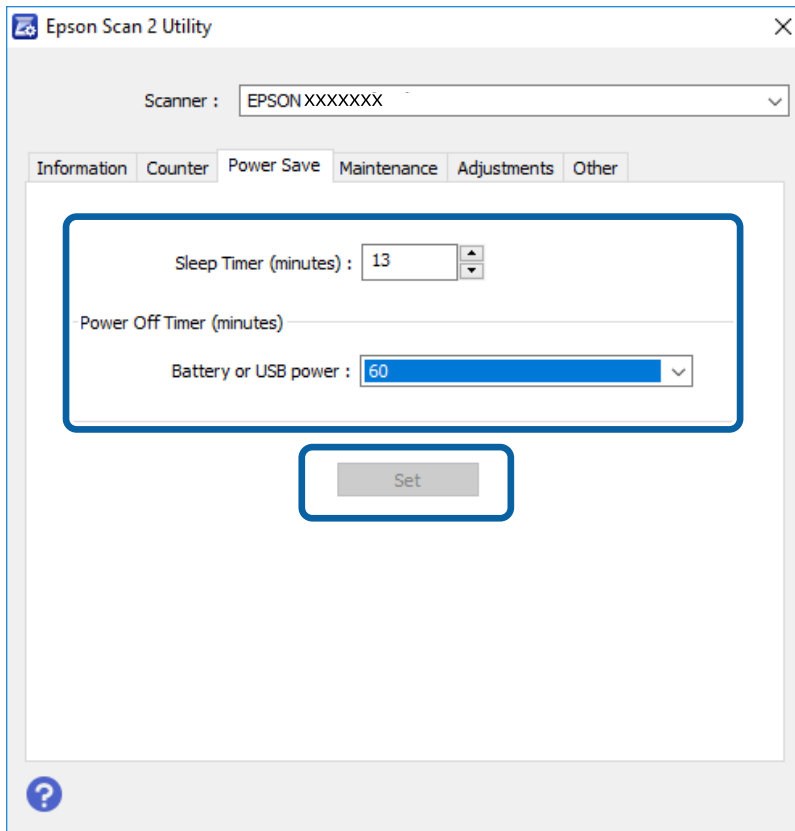 Epson Scan 2 Utility
Scanner : EPSON XXXXXXX
Information Counter Power Save Maintenance Adjustments Other
Sleep Timer (minutes) : 13
Power Off Timer (minutes)
Battery or USB power : 60
Set
?